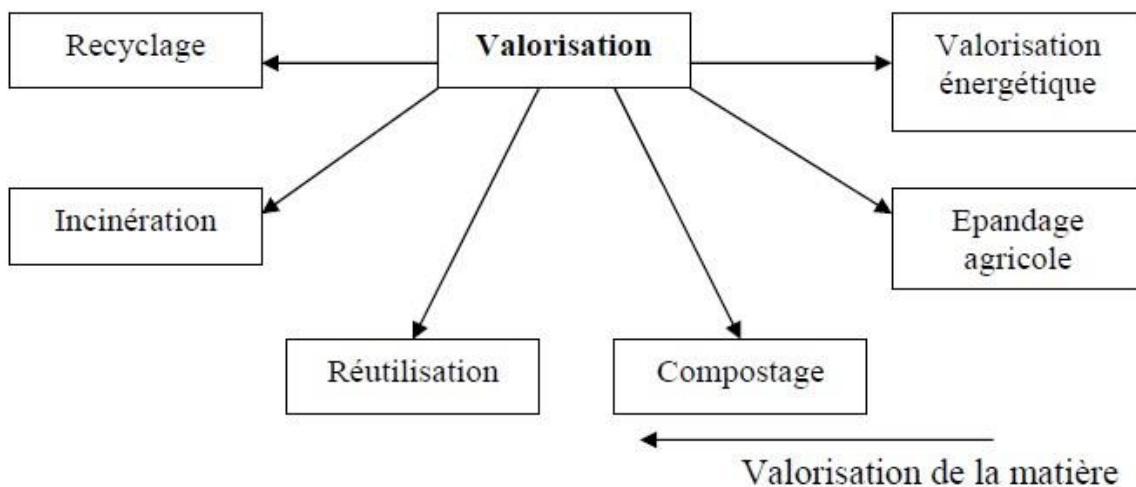 Recyclage
Valorisation
Valorisation
énergétique
Incinération
Epandage
agricole
Réutilisation
Compostage
Valorisation de la matière